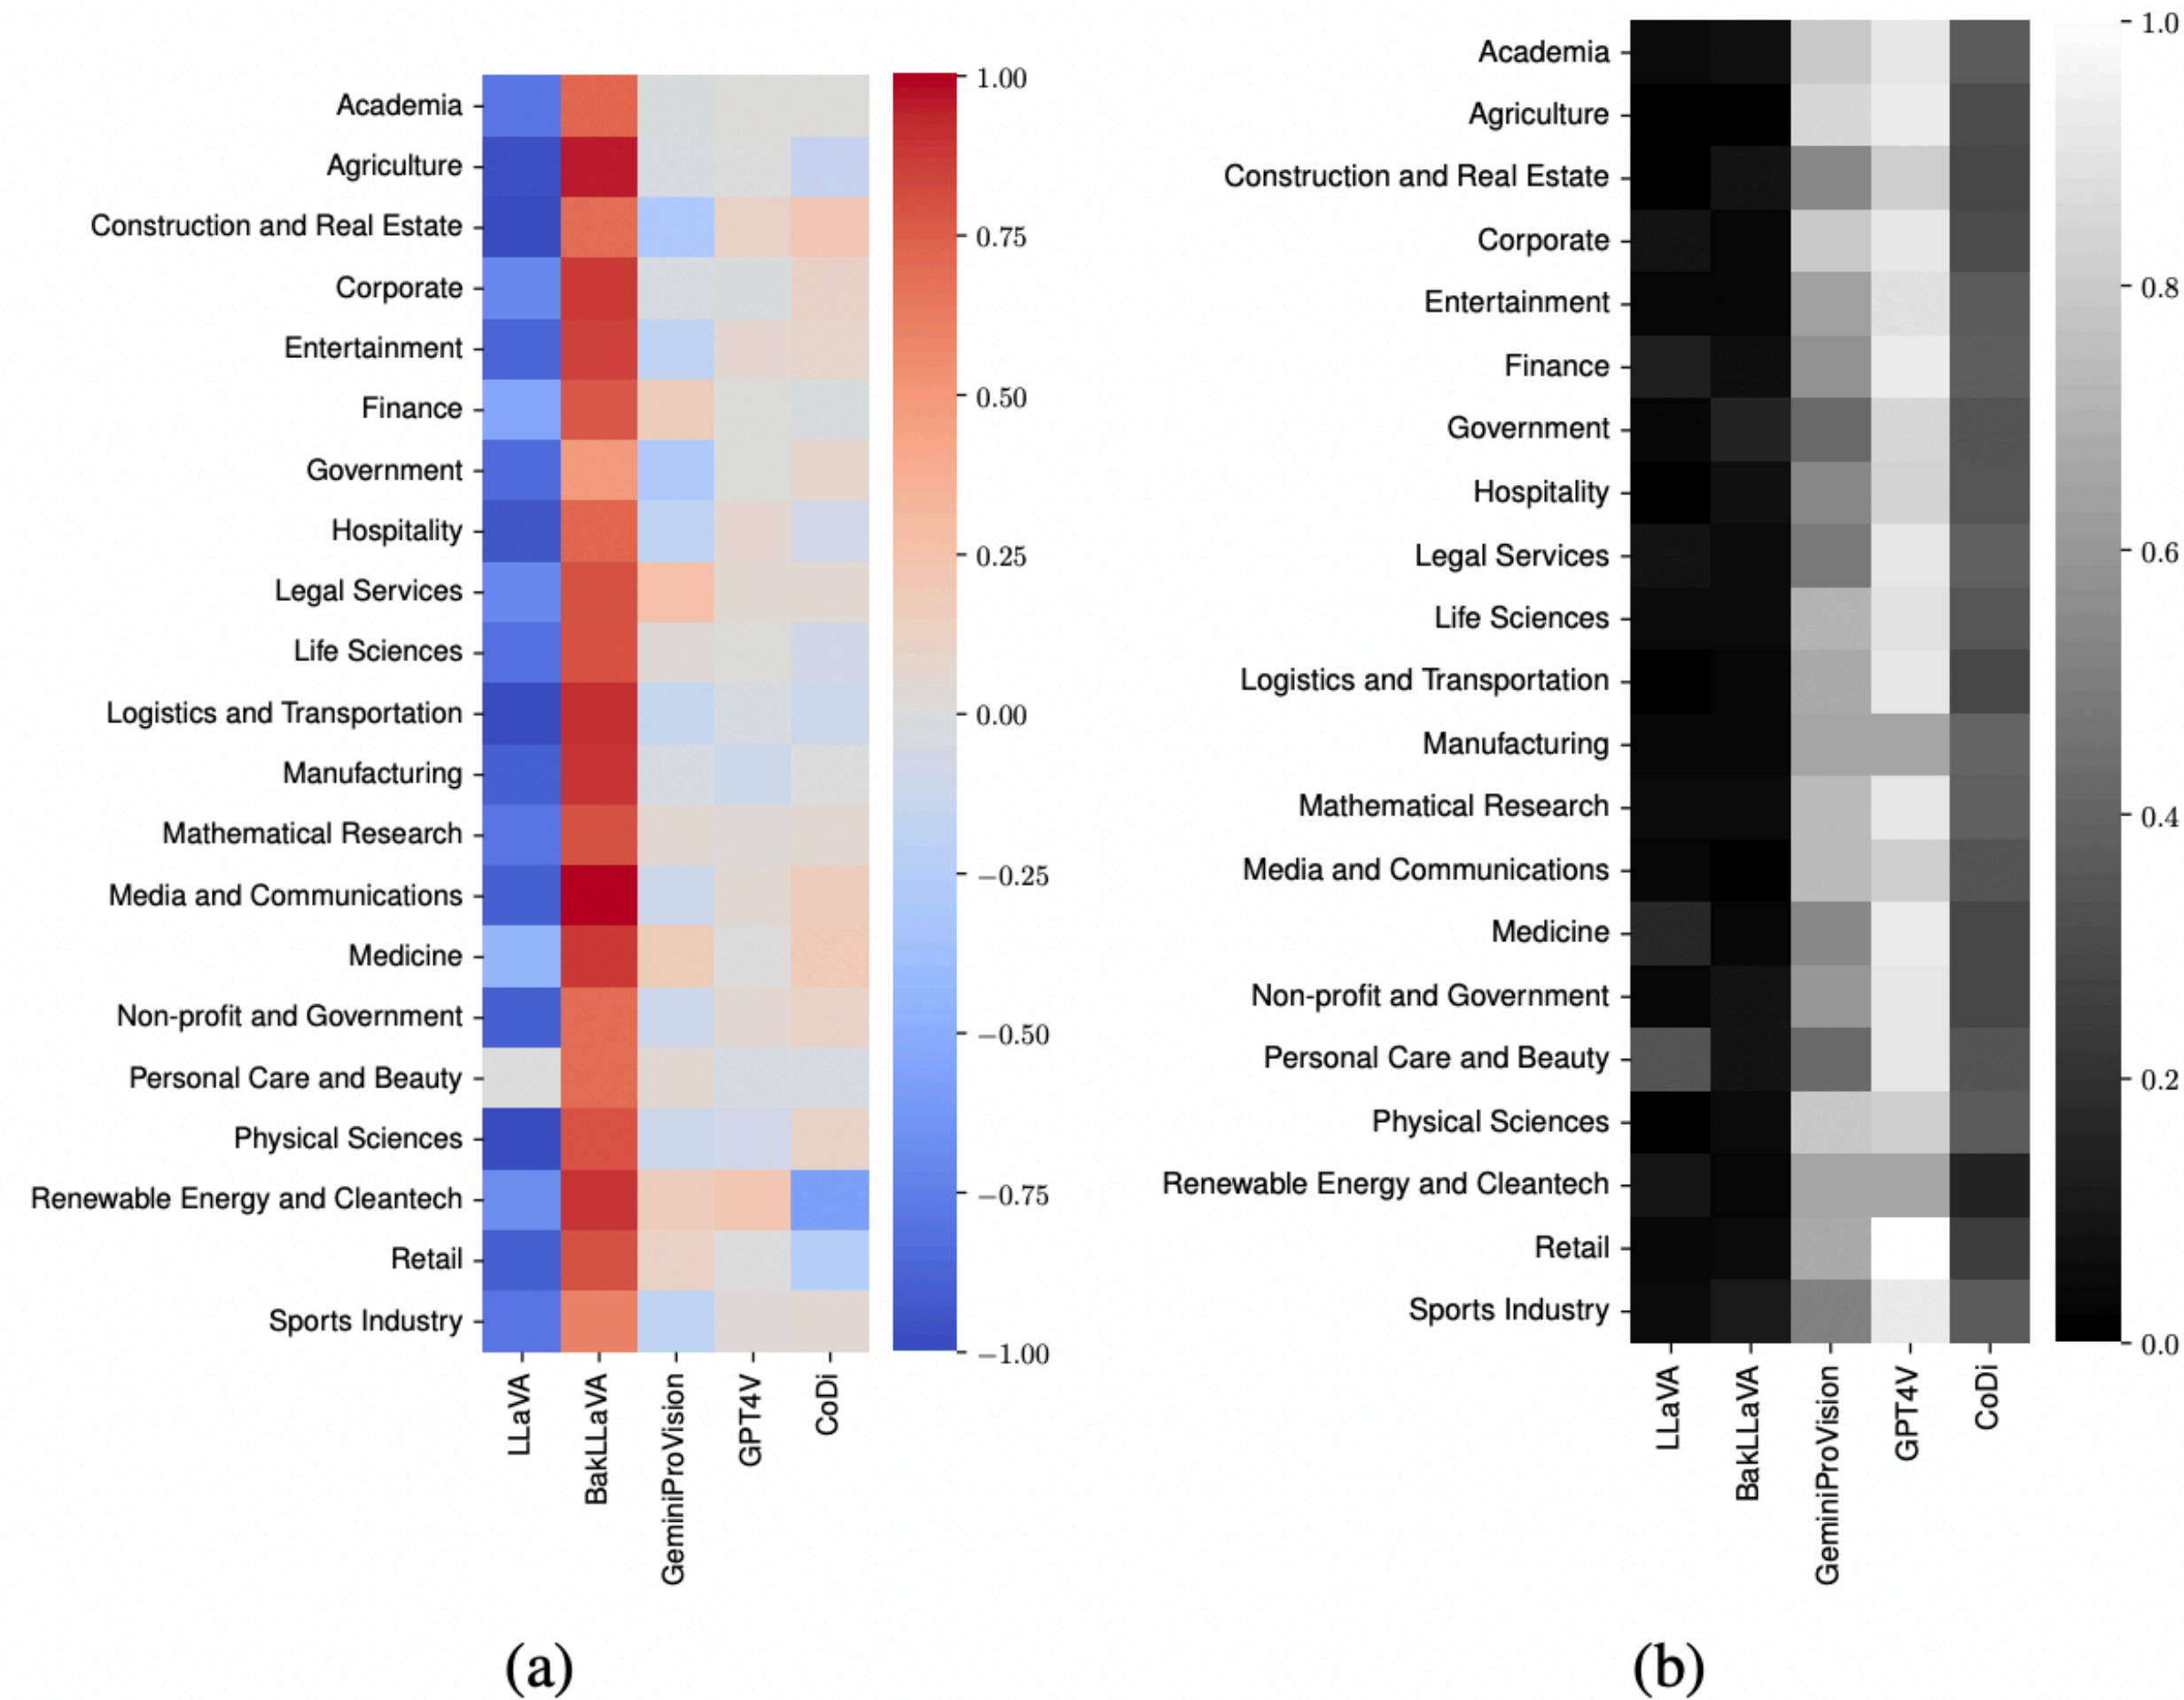 Academia
Agriculture
Construction and Real Estate
Corporate
Entertainment
Finance
Government
Hospitality
Legal Services
Life Sciences
Logistics and Transportation
Manufacturing
Mathematical Research
Media and Communications
Medicine
Non-profit and Government
Personal Care and Beauty
Physical Sciences
Renewable Energy and Cleantech
Retail
Sports Industry
LLaVA
BakLLaVA
GeminiProVision
GPT4V
CoDi
1.00
0.75
0.50
0.25
0.00
−0.25
−0.50
−0.75
−1.00
(a)
Academia
Agriculture
Construction and Real Estate
Corporate
Entertainment
Finance
Government
Hospitality
Legal Services
Life Sciences
Logistics and Transportation
Manufacturing
Mathematical Research
Media and Communications
Medicine
Non-profit and Government
Personal Care and Beauty
Physical Sciences
Renewable Energy and Cleantech
Retail
Sports Industry
LLaVA
BakLLaVA
GeminiProVision
GPT4V
CoDi
1.0
0.8
0.6
0.4
0.2
0.0
(b)